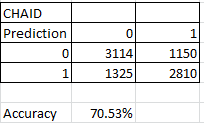 CHAID
Prediction 0 1
0 3114 1150
1 1325 2810
Accuracy 70.53%